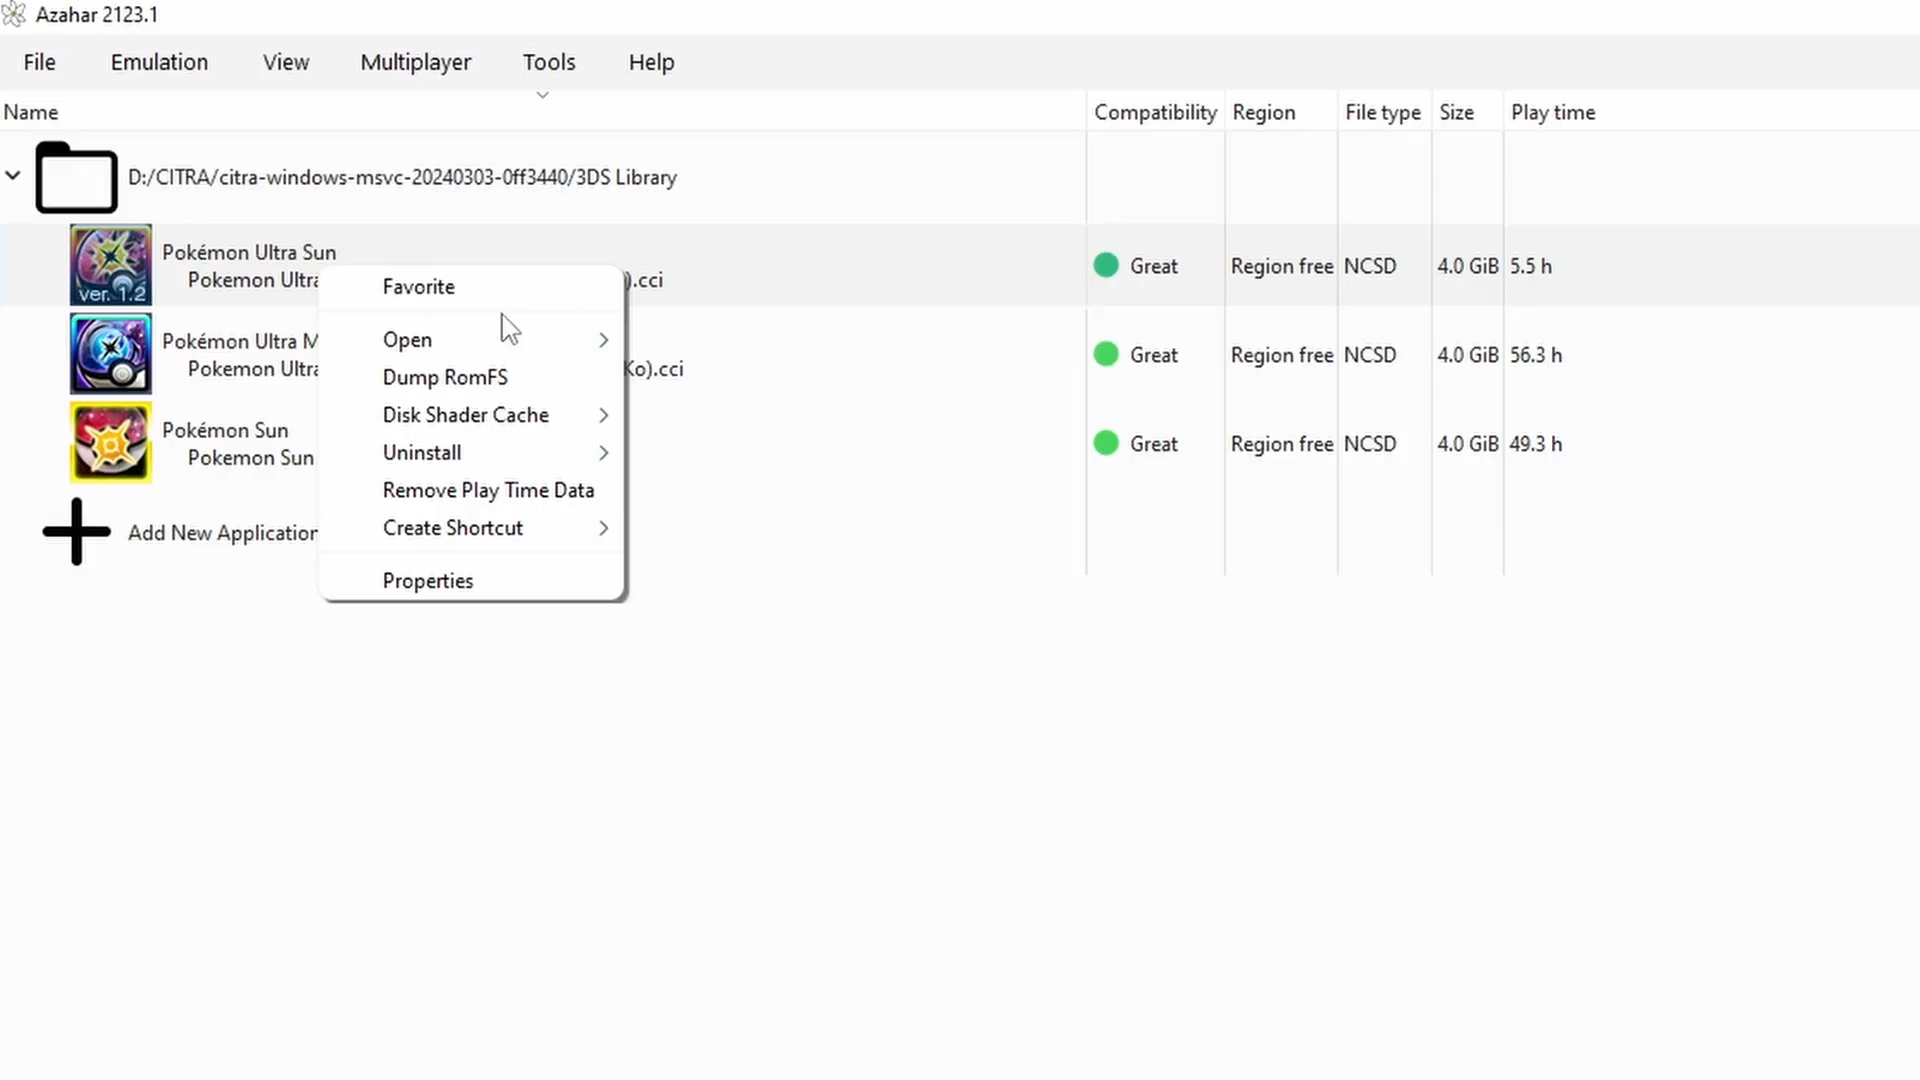 Azahar 2123.1
File Emulation View Multiplayer Tools Help
Name Compatibility Region File type Size Play time
D:/CITRA/citra-windows-msvc-20240303-0ff3440/3DS Library
Pokémon Ultra Sun
Pokemon Ultra ).cci
ver. 1.2
Great Region free NCSD 4.0 GiB 5.5 h
Pokémon Ultra M
Pokemon Ultra Ko).cci
Great Region free NCSD 4.0 GiB 56.3 h
Pokémon Sun
Pokemon Sun
Great Region free NCSD 4.0 GiB 49.3 h
Add New Application
Favorite
Open
Dump RomFS
Disk Shader Cache
Uninstall
Remove Play Time Data
Create Shortcut
Properties